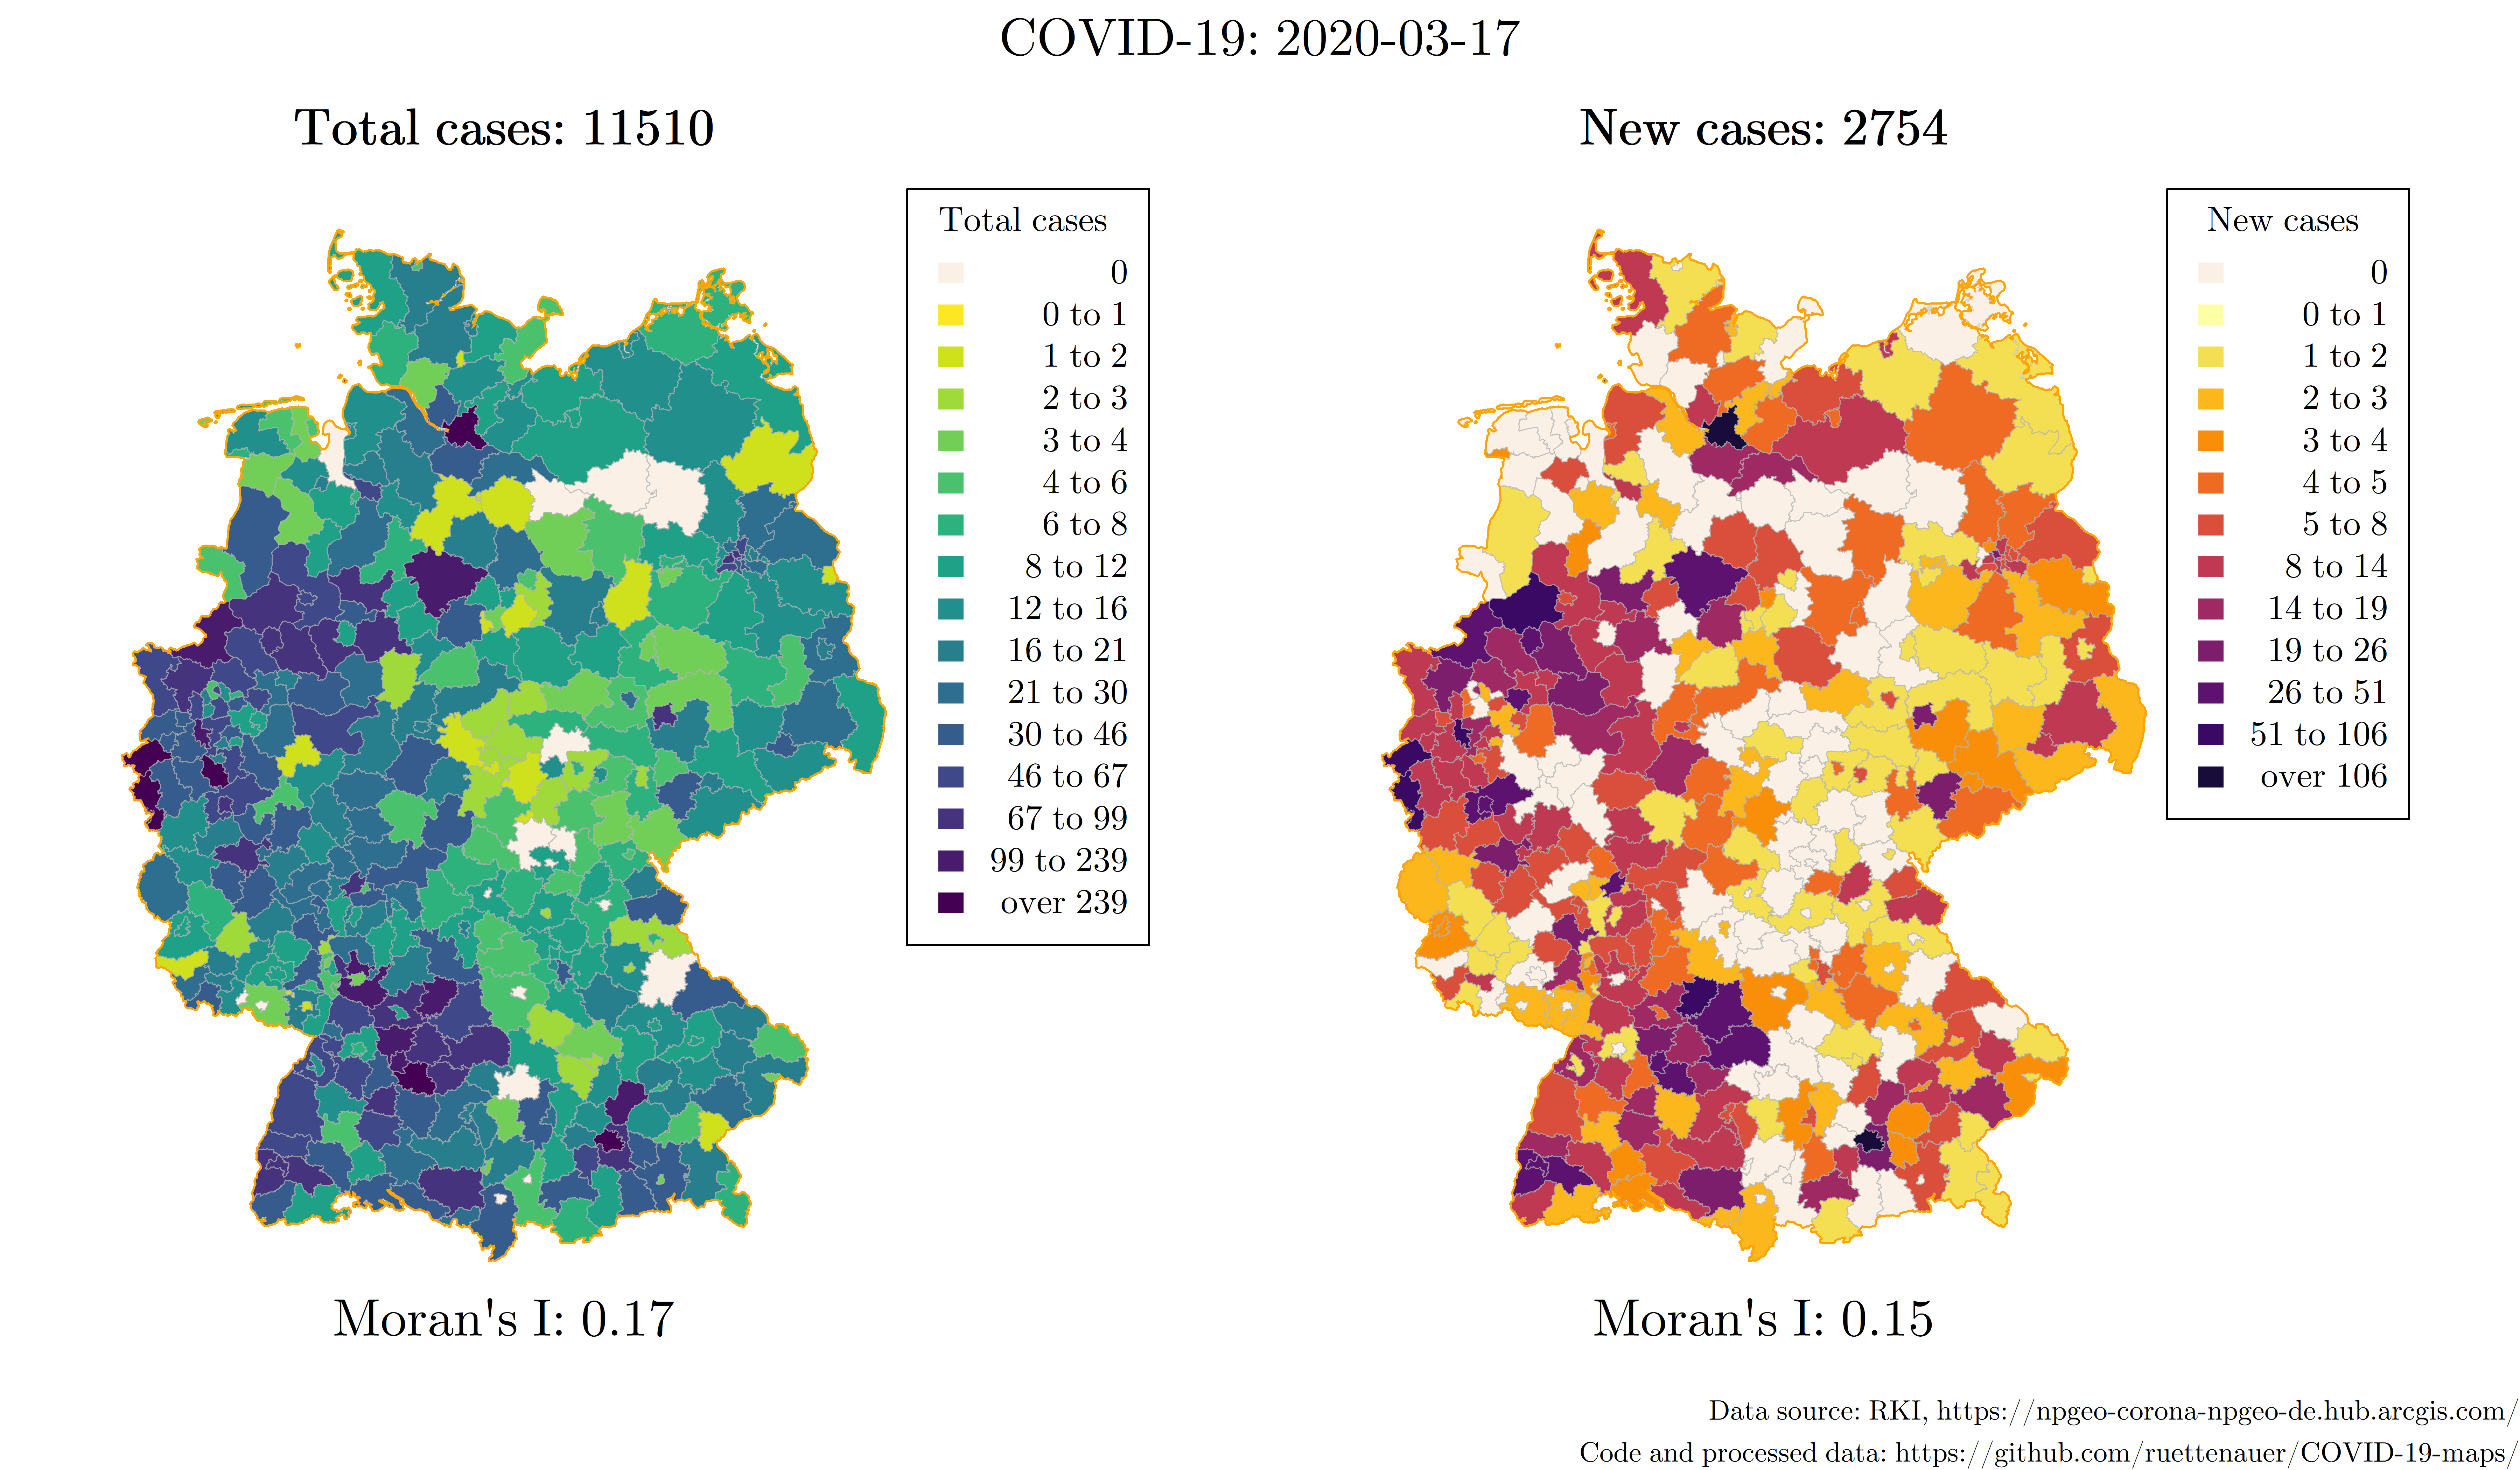 COVID-19: 2020-03-17
Total cases: 11510
Total cases
0
0 to 1
1 to 2
2 to 3
3 to 4
4 to 6
6 to 8
8 to 12
12 to 16
16 to 21
21 to 30
30 to 46
46 to 67
67 to 99
99 to 239
over 239
Moran's I: 0.17
New cases: 2754
New cases
0
0 to 1
1 to 2
2 to 3
3 to 4
4 to 5
5 to 8
8 to 14
14 to 19
19 to 26
26 to 51
51 to 106
over 106
Moran's I: 0.15
Data source: RKI, https://npgeo-corona-npgeo-de.hub.arcgis.com/
Code and processed data: https://github.com/ruettenauer/COVID-19-maps/